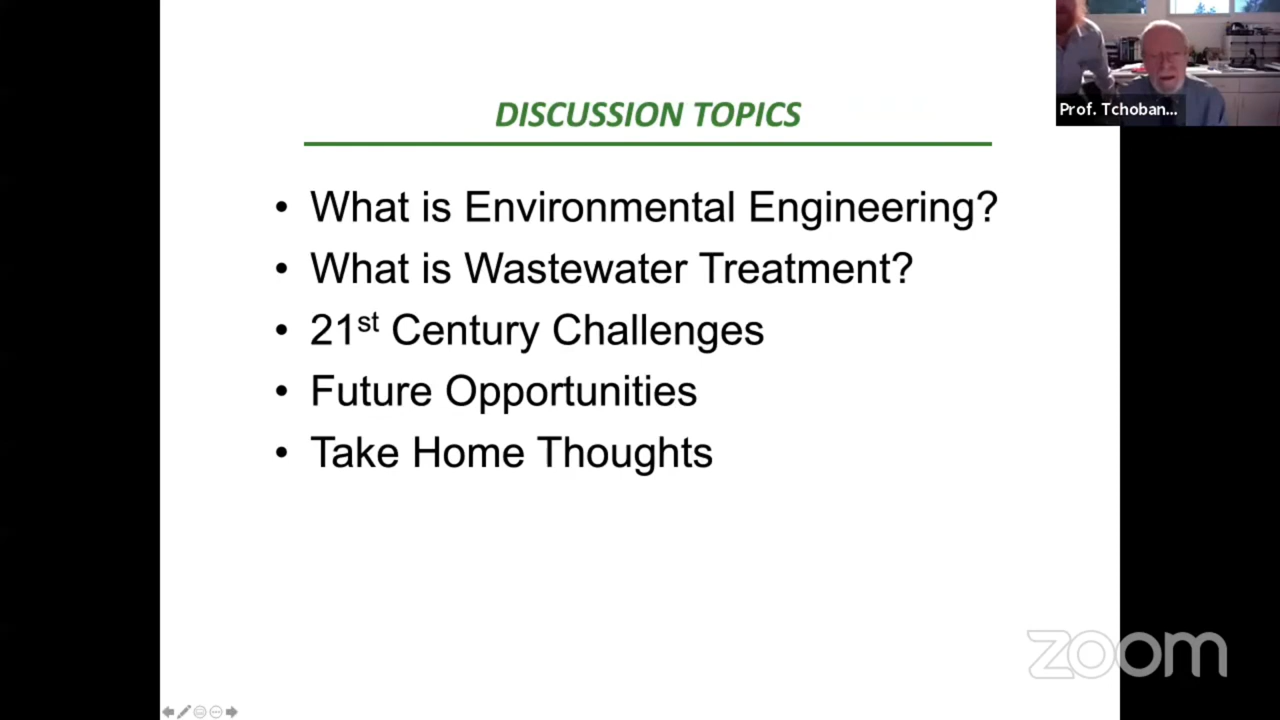 DISCUSSION TOPICS
Prof. Tchoban...
• What is Environmental Engineering?
• What is Wastewater Treatment?
• 21st Century Challenges
• Future Opportunities
• Take Home Thoughts
zoom